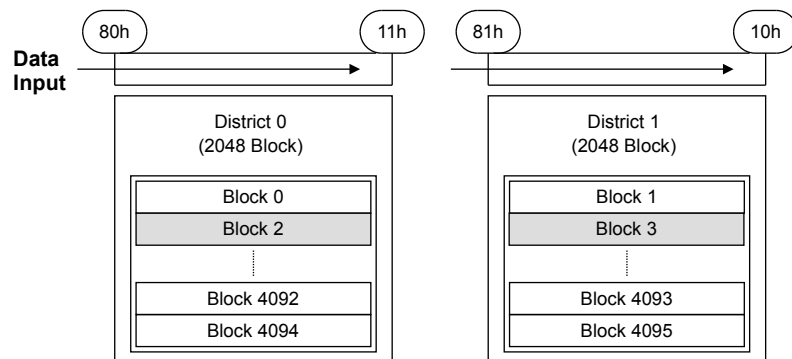 80h
11h
81h
10h
Data
Input
District 0
(2048 Block)
District 1
(2048 Block)
Block 0
Block 2
Block 4092
Block 4094
Block 1
Block 3
Block 4093
Block 4095